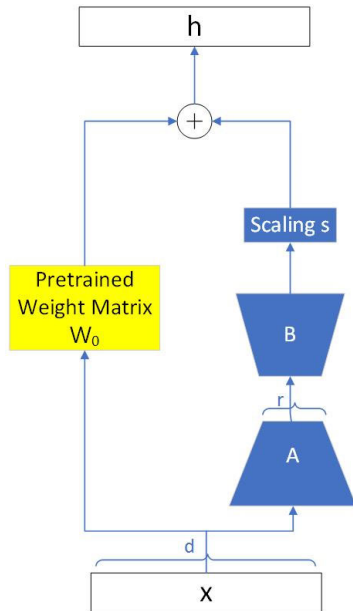 h
+
Scaling s
Pretrained
Weight Matrix
W₀
B
r
A
d
x